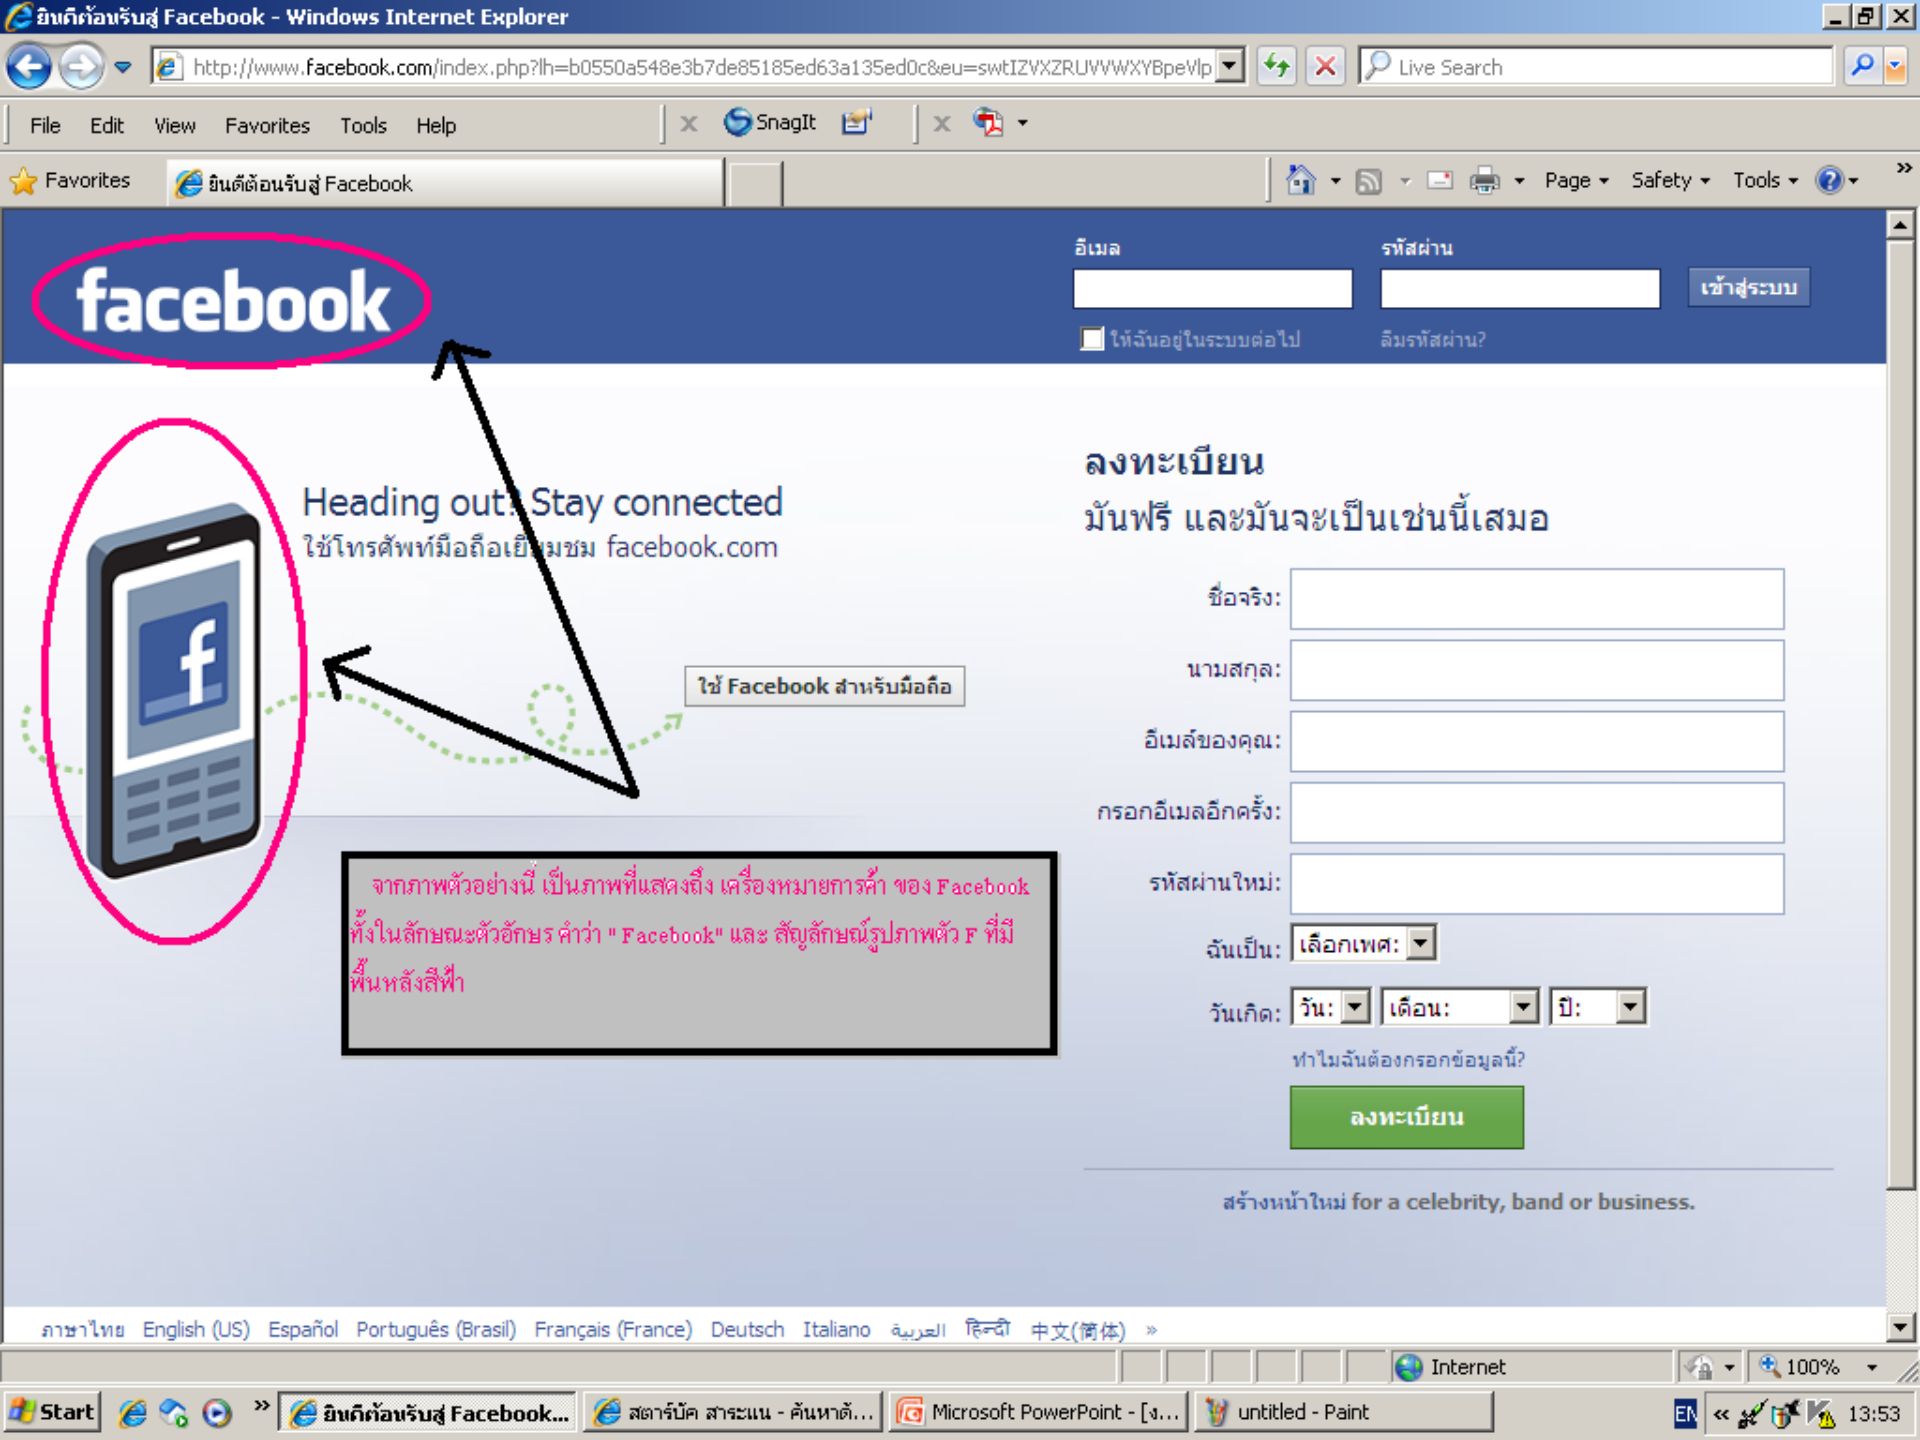 ยินดีต้อนรับสู่ Facebook - Windows Internet Explorer
http://www.facebook.com/index.php?lh=b0550a548e3b7de85185ed63a135ed0c&eu=swtIZVXZRUVVWXYBpeVlp
Live Search
File Edit View Favorites Tools Help
SnagIt
Favorites
ยินดีต้อนรับสู่ Facebook
Page Safety Tools
facebook
อีเมล
รหัสผ่าน
เข้าสู่ระบบ
ให้ฉันอยู่ในระบบต่อไป
ลืมรหัสผ่าน?
Heading out? Stay connected
ใช้โทรศัพท์มือถือเยี่ยมชม facebook.com
f
ใช้ Facebook สำหรับมือถือ
จากภาพตัวอย่างนี้ เป็นภาพที่แสดงถึง เครื่องหมายการค้า ของ Facebook
ทั้งในลักษณะตัวอักษร คำว่า " Facebook" และ สัญลักษณ์รูปภาพตัว F ที่มี
พื้นหลังสีฟ้า
ลงทะเบียน
มันฟรี และมันจะเป็นเช่นนี้เสมอ
ชื่อจริง:
นามสกุล:
อีเมล์ของคุณ:
กรอกอีเมลอีกครั้ง:
รหัสผ่านใหม่:
ฉันเป็น: เลือกเพศ:
วันเกิด: วัน: เดือน: ปี:
ทำไมฉันต้องกรอกข้อมูลนี้?
ลงทะเบียน
สร้างหน้าใหม่ for a celebrity, band or business.
ภาษาไทย English (US) Español Português (Brasil) Français (France) Deutsch Italiano العربية हिन्दी 中文(简体) »
Internet
100%
Start
ยินดีต้อนรับสู่ Facebook...
สตาร์บัค สาระแน - ค้นหาด้...
Microsoft PowerPoint - [ง...
untitled - Paint
EN
13:53